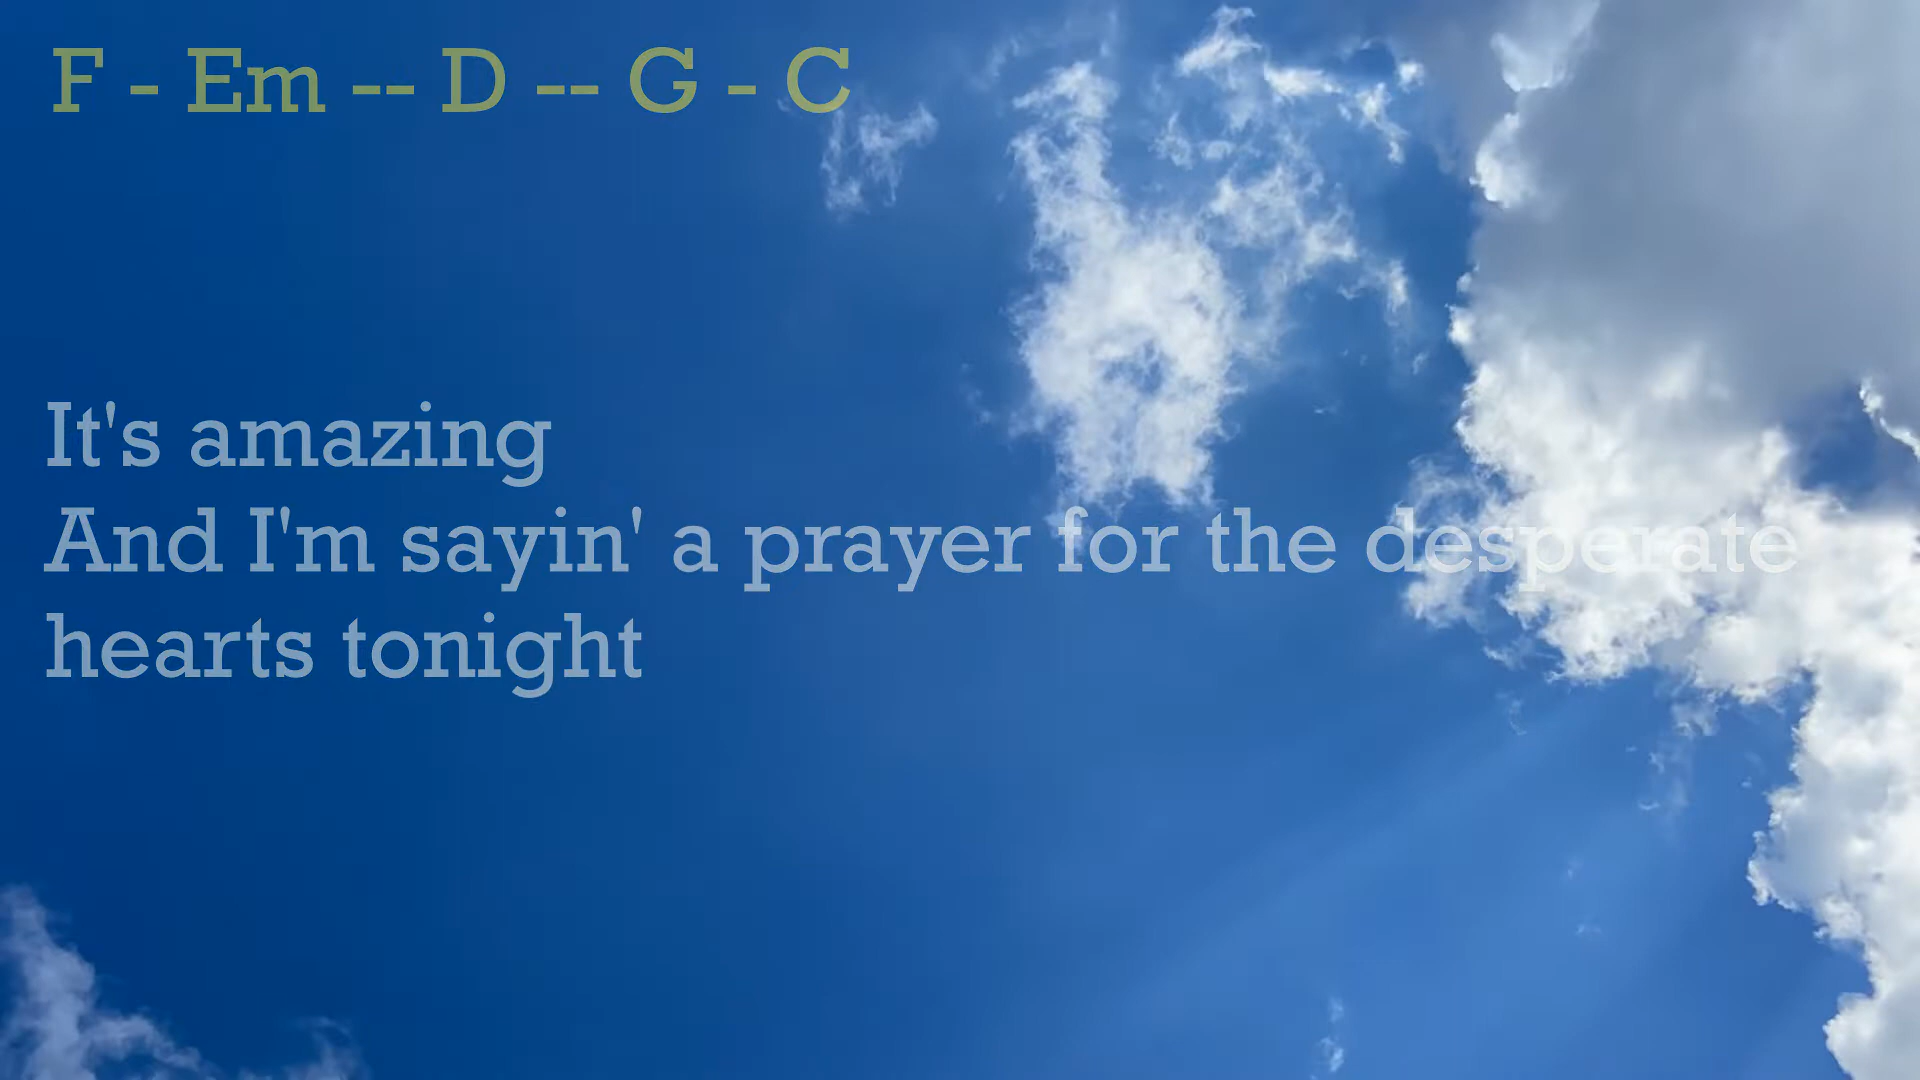 F - Em -- D -- G - C
It's amazing
And I'm sayin' a prayer for the desperate
hearts tonight